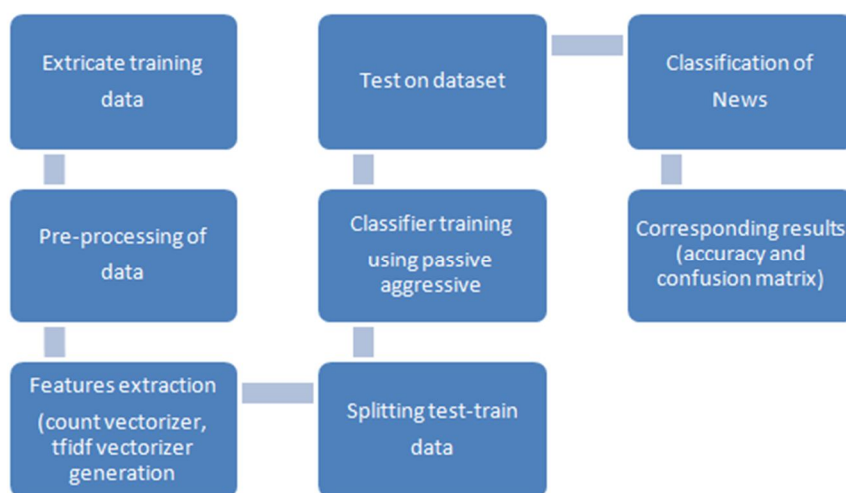 Extricate training
data
Pre-processing of
data
Features extraction
(count vectorizer,
tfidf vectorizer
generation
Splitting test-train
data
Classifier training
using passive
aggressive
Test on dataset
Classification of
News
Corresponding results
(accuracy and
confusion matrix)